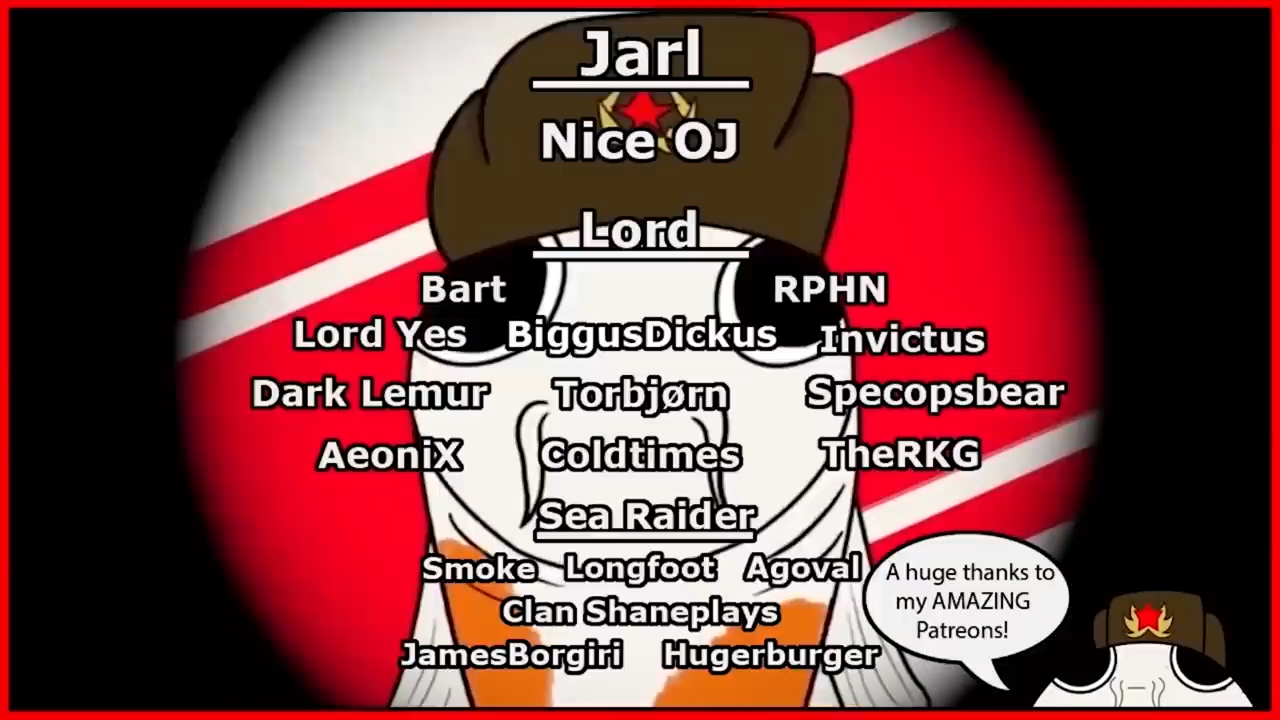 Jarl
Nice OJ
Lord
Bart RPHN
Lord Yes BiggusDickus Invictus
Dark Lemur Torbjørn Specopsbear
AeoniX Coldtimes TheRKG
Sea Raider
Smoke Longfoot Agoval
Clan Shaneplays
JamesBorgiri Hugerburger
A huge thanks to
my AMAZING
Patreons!